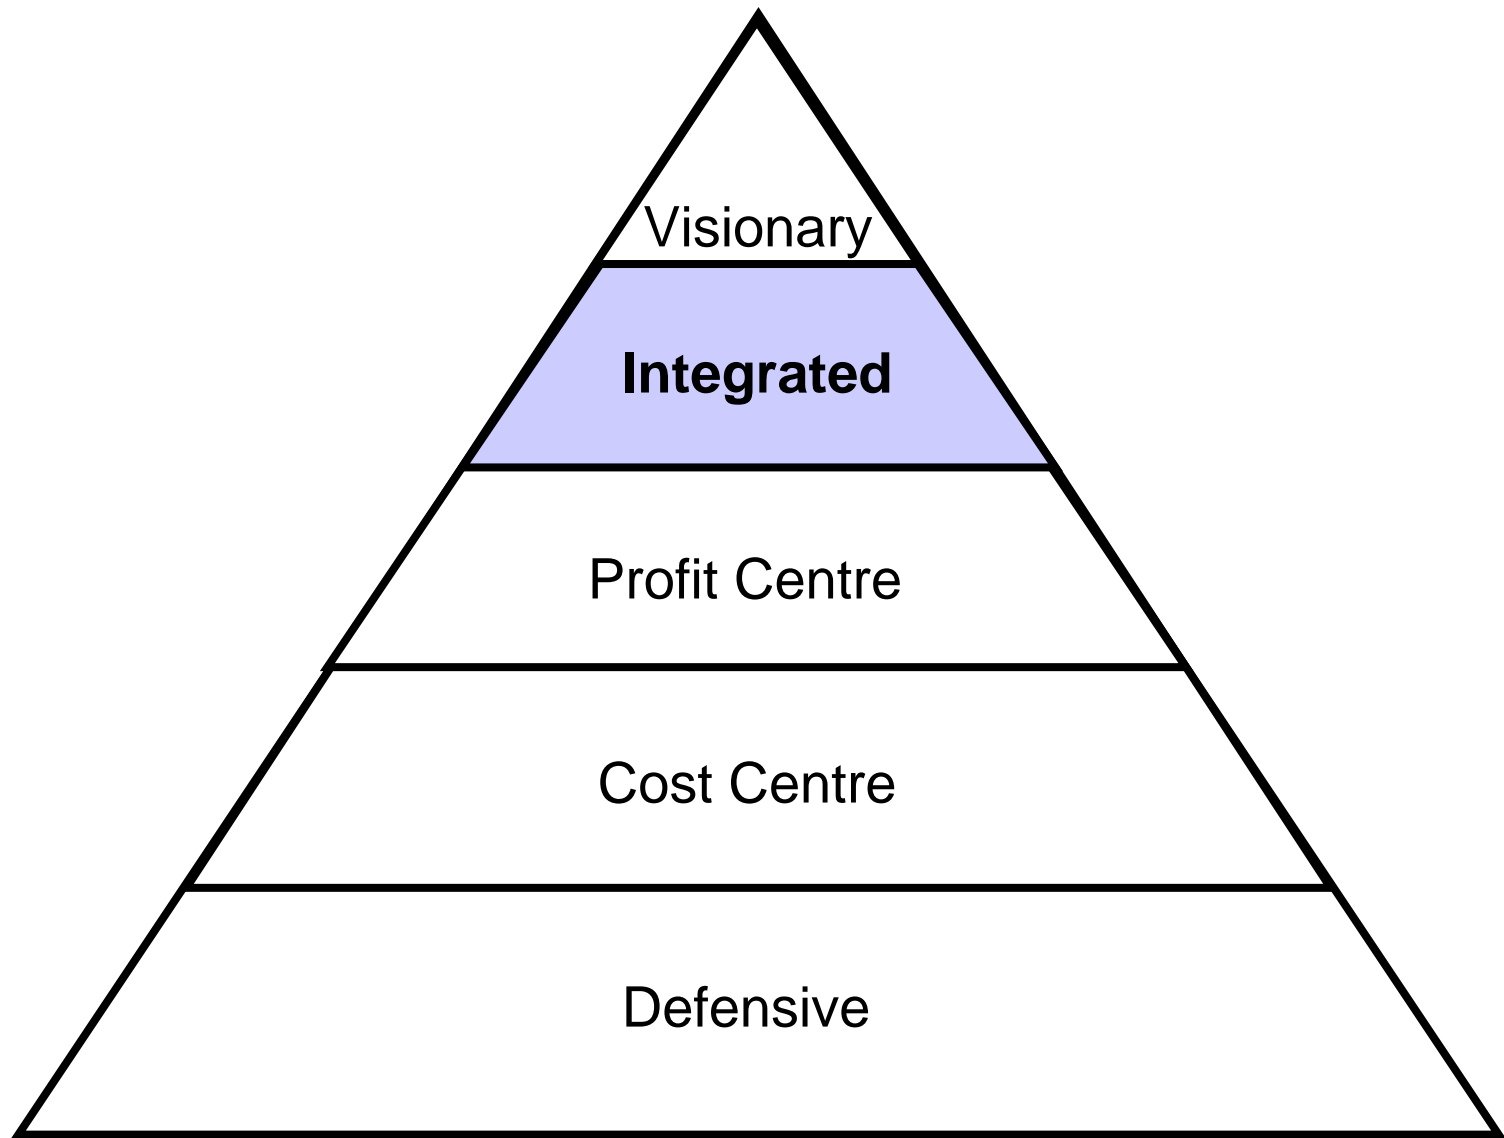 Visionary
Integrated
Profit Centre
Cost Centre
Defensive